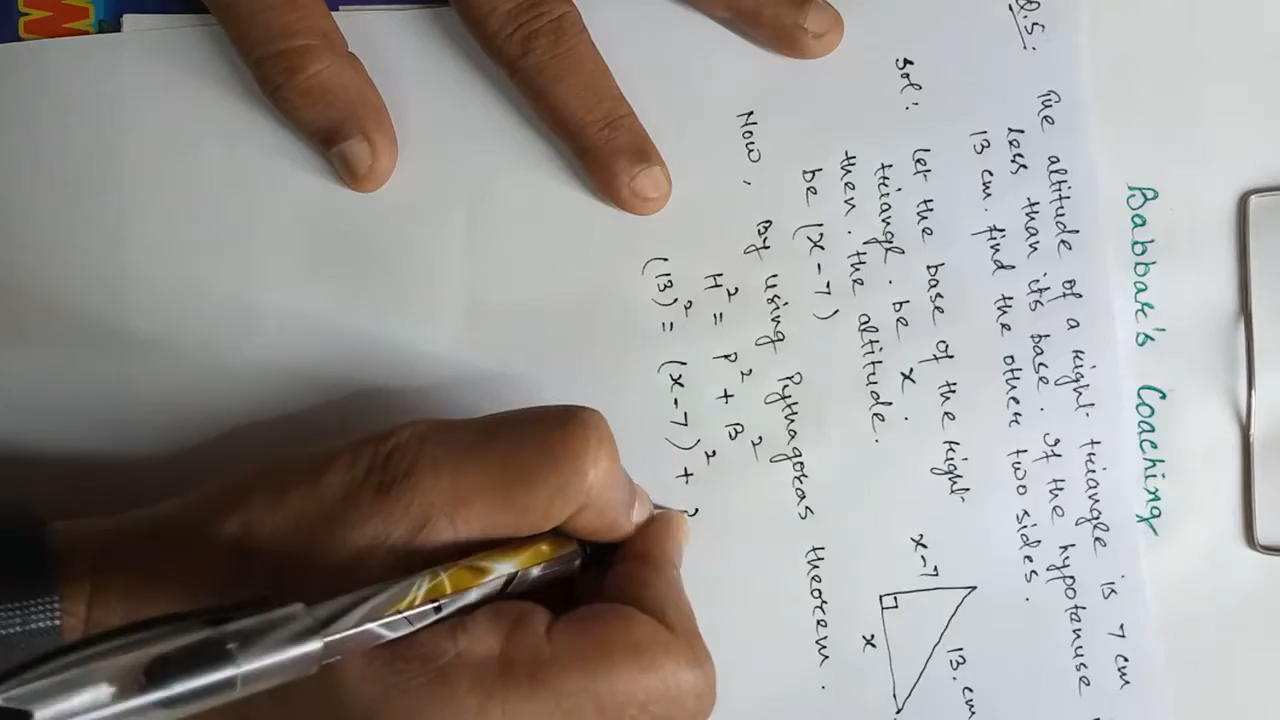 Babbar's Coaching
Q.5. The altitude of a right triangle is 7 cm
less than its base. If the hypotenuse
13 cm. find the other two sides.
Sol: Let the base of the right
triangl. be x.
then. the altitude.
be (x-7)
x-7
x
13.cm
Now, By using Pythagoras theorem.
H² = P² + B²
(13)² = (x-7)² +